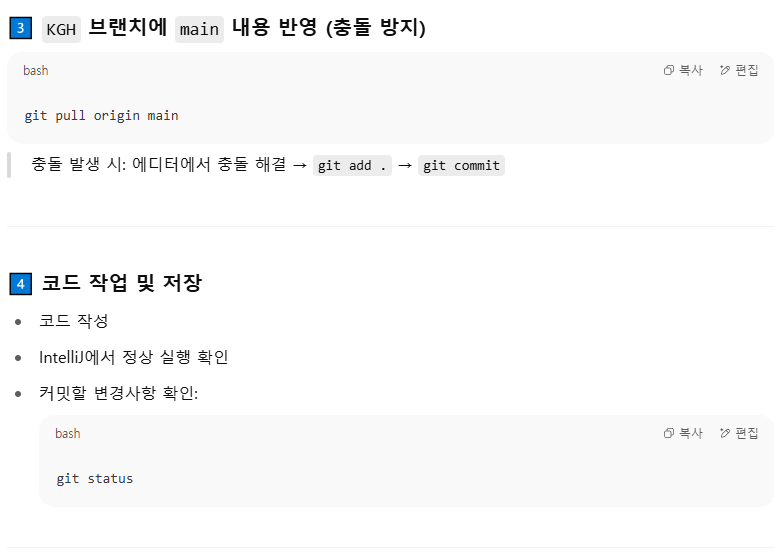 3 KGH 브랜치에 main 내용 반영 (충돌 방지)
bash 복사 편집
git pull origin main
충돌 발생 시: 에디터에서 충돌 해결 → git add . → git commit
4 코드 작업 및 저장
• 코드 작성
• IntelliJ에서 정상 실행 확인
• 커밋할 변경사항 확인:
bash 복사 편집
git status